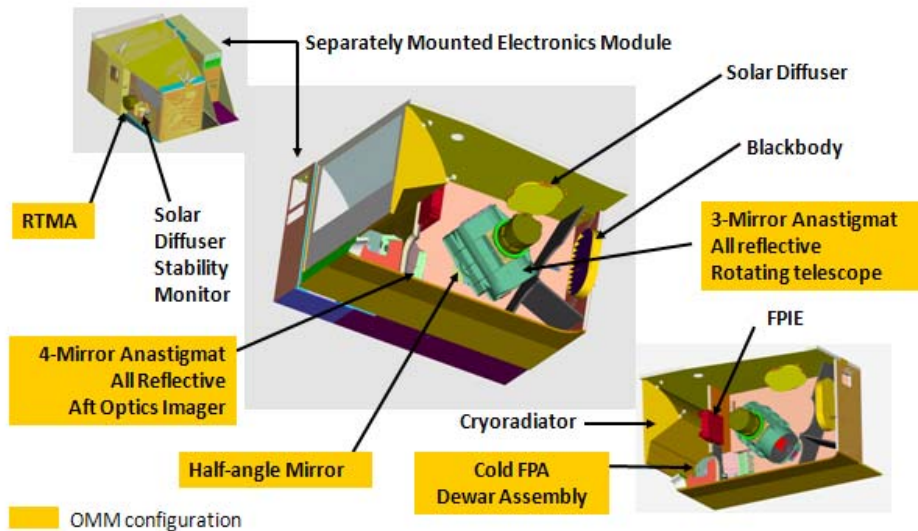 Separately Mounted Electronics Module
Solar Diffuser
Blackbody
RTMA
Solar
Diffuser
Stability
Monitor
3-Mirror Anastigmat
All reflective
Rotating telescope
FPIE
4-Mirror Anastigmat
All Reflective
Aft Optics Imager
Cryoradiator
Half-angle Mirror
Cold FPA
Dewar Assembly
OMM configuration